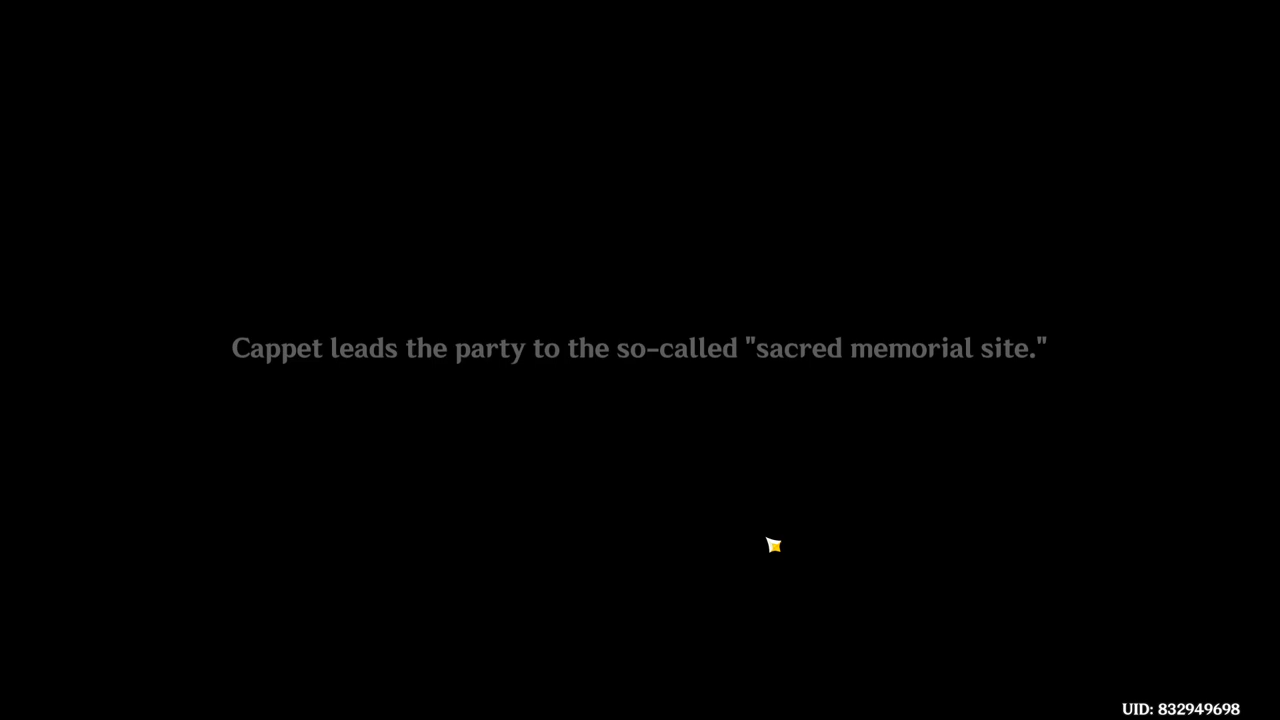 Cappet leads the party to the so-called "sacred memorial site."
UID: 832949698